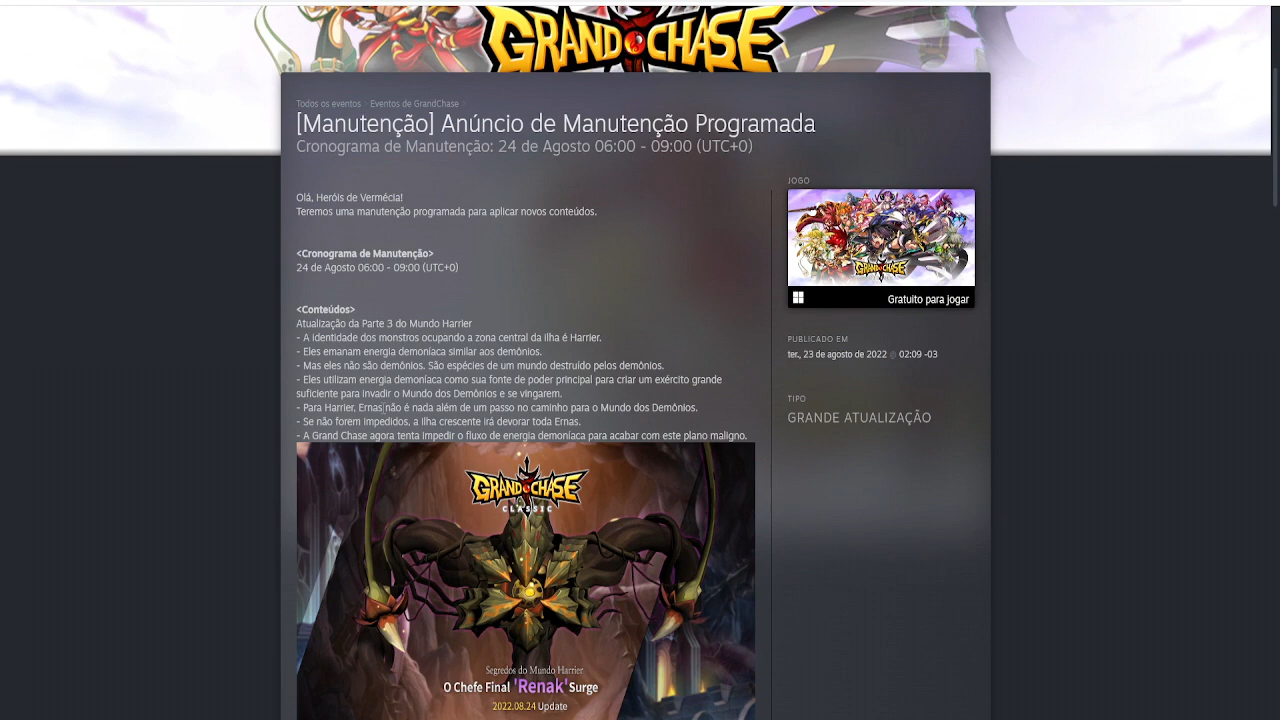 GRAND CHASE
Todos os eventos > Eventos de GrandChase >
[Manutenção] Anúncio de Manutenção Programada
Cronograma de Manutenção: 24 de Agosto 06:00 - 09:00 (UTC+0)
Olá, Heróis de Vermécia!
Teremos uma manutenção programada para aplicar novos conteúdos.
<Cronograma de Manutenção>
24 de Agosto 06:00 - 09:00 (UTC+0)
<Conteúdos>
Atualização da Parte 3 do Mundo Harrier
- A identidade dos monstros ocupando a zona central da Ilha é Harrier.
- Eles emanam energia demoníaca similar aos demônios.
- Mas eles não são demônios. São espécies de um mundo destruído pelos demônios.
- Eles utilizam energia demoníaca como sua fonte de poder principal para criar um exército grande
suficiente para invadir o Mundo dos Demônios e se vingarem.
- Para Harrier, Ernas não é nada além de um passo no caminho para o Mundo dos Demônios.
- Se não forem impedidos, a ilha crescente irá devorar toda Ernas.
- A Grand Chase agora tenta impedir o fluxo de energia demoníaca para acabar com este plano maligno.
GRAND CHASE
CLASSIC
Segredos do Mundo Harrier
O Chefe Final 'Renak' Surge
2022.08.24 Update
JOGO
GRAND CHASE
Gratuito para jogar
PUBLICADO EM
ter., 23 de agosto de 2022 @ 02:09 -03
TIPO
GRANDE ATUALIZAÇÃO